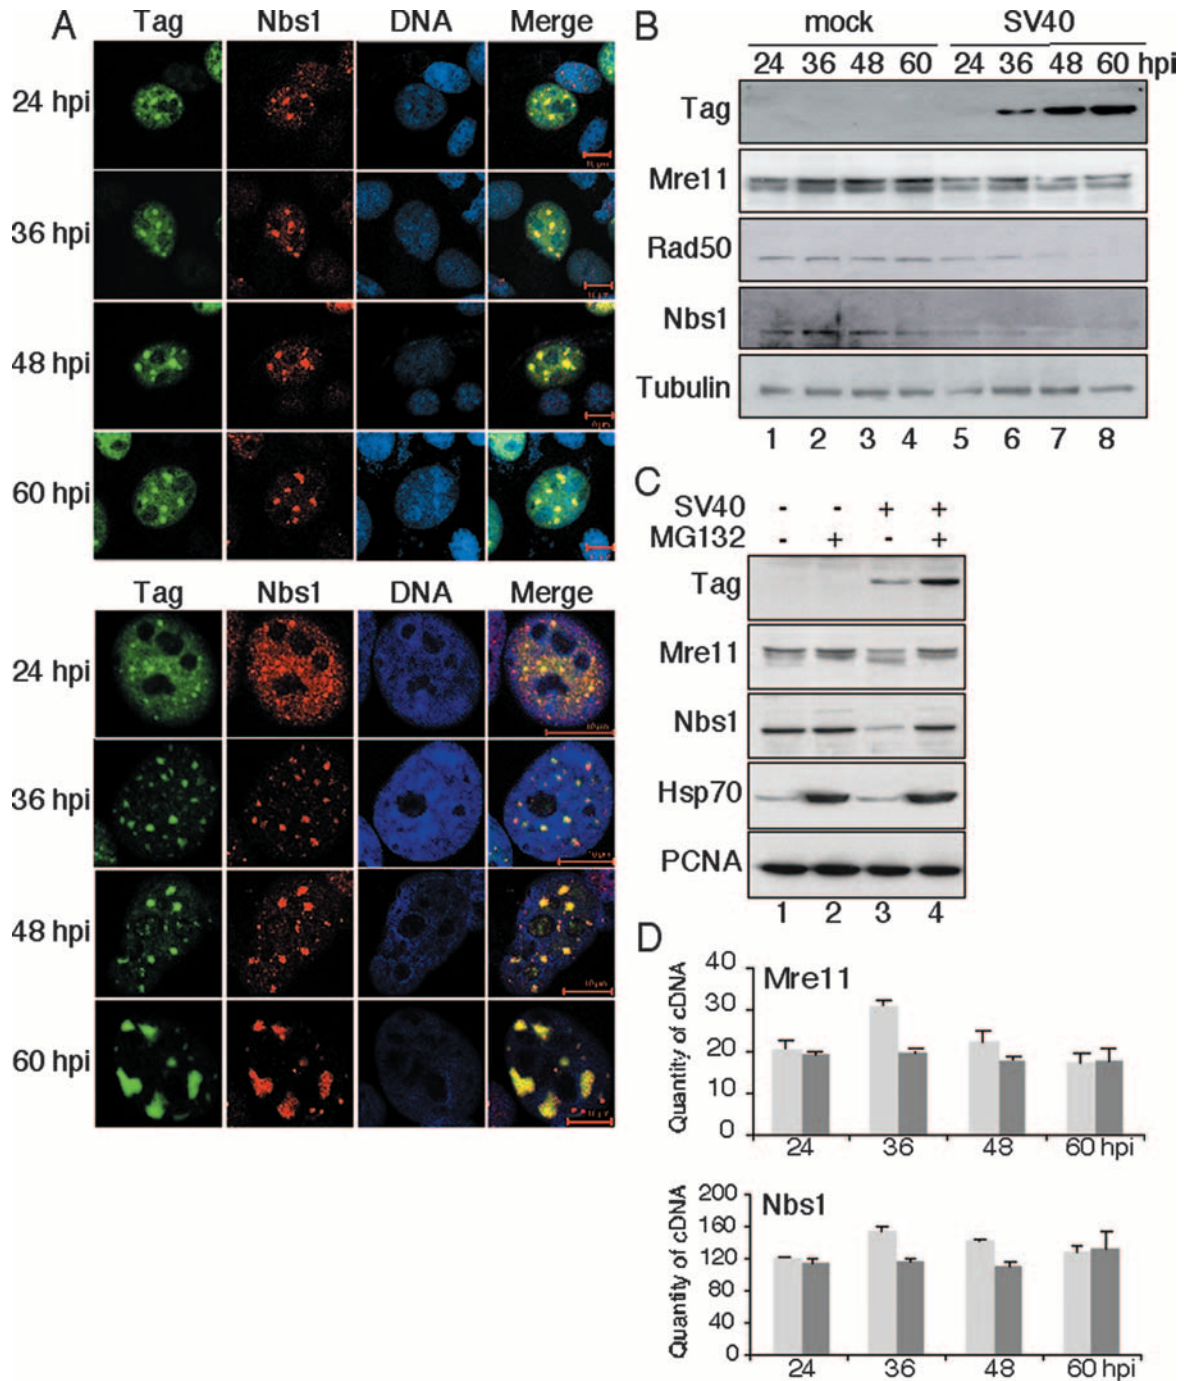 A
Tag Nbs1 DNA Merge
24 hpi
36 hpi
48 hpi
60 hpi
Tag Nbs1 DNA Merge
24 hpi
36 hpi
48 hpi
60 hpi
B
mock SV40
24 36 48 60 24 36 48 60 hpi
Tag
Mre11
Rad50
Nbs1
Tubulin
1 2 3 4 5 6 7 8
C
SV40 - - + +
MG132 - + - +
Tag
Mre11
Nbs1
Hsp70
PCNA
1 2 3 4
D
Mre11
Quantity of cDNA
40
30
20
10
0
24 36 48 60 hpi
Nbs1
Quantity of cDNA
200
160
120
80
40
0
24 36 48 60 hpi